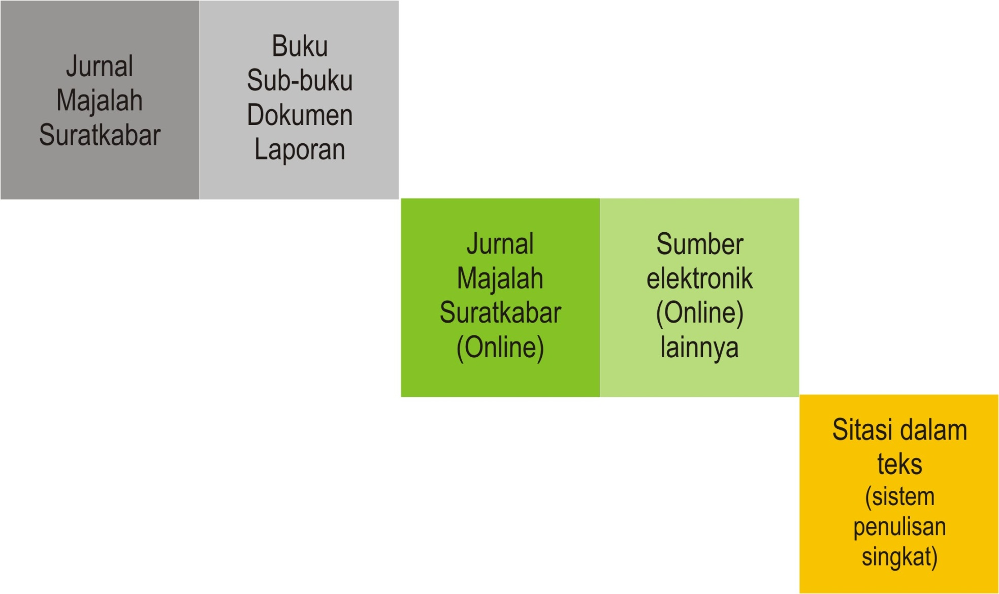 Jurnal
Majalah
Suratkabar
Buku
Sub-buku
Dokumen
Laporan
Jurnal
Majalah
Suratkabar
(Online)
Sumber
elektronik
(Online)
lainnya
Sitasi dalam
teks
(sistem
penulisan
singkat)